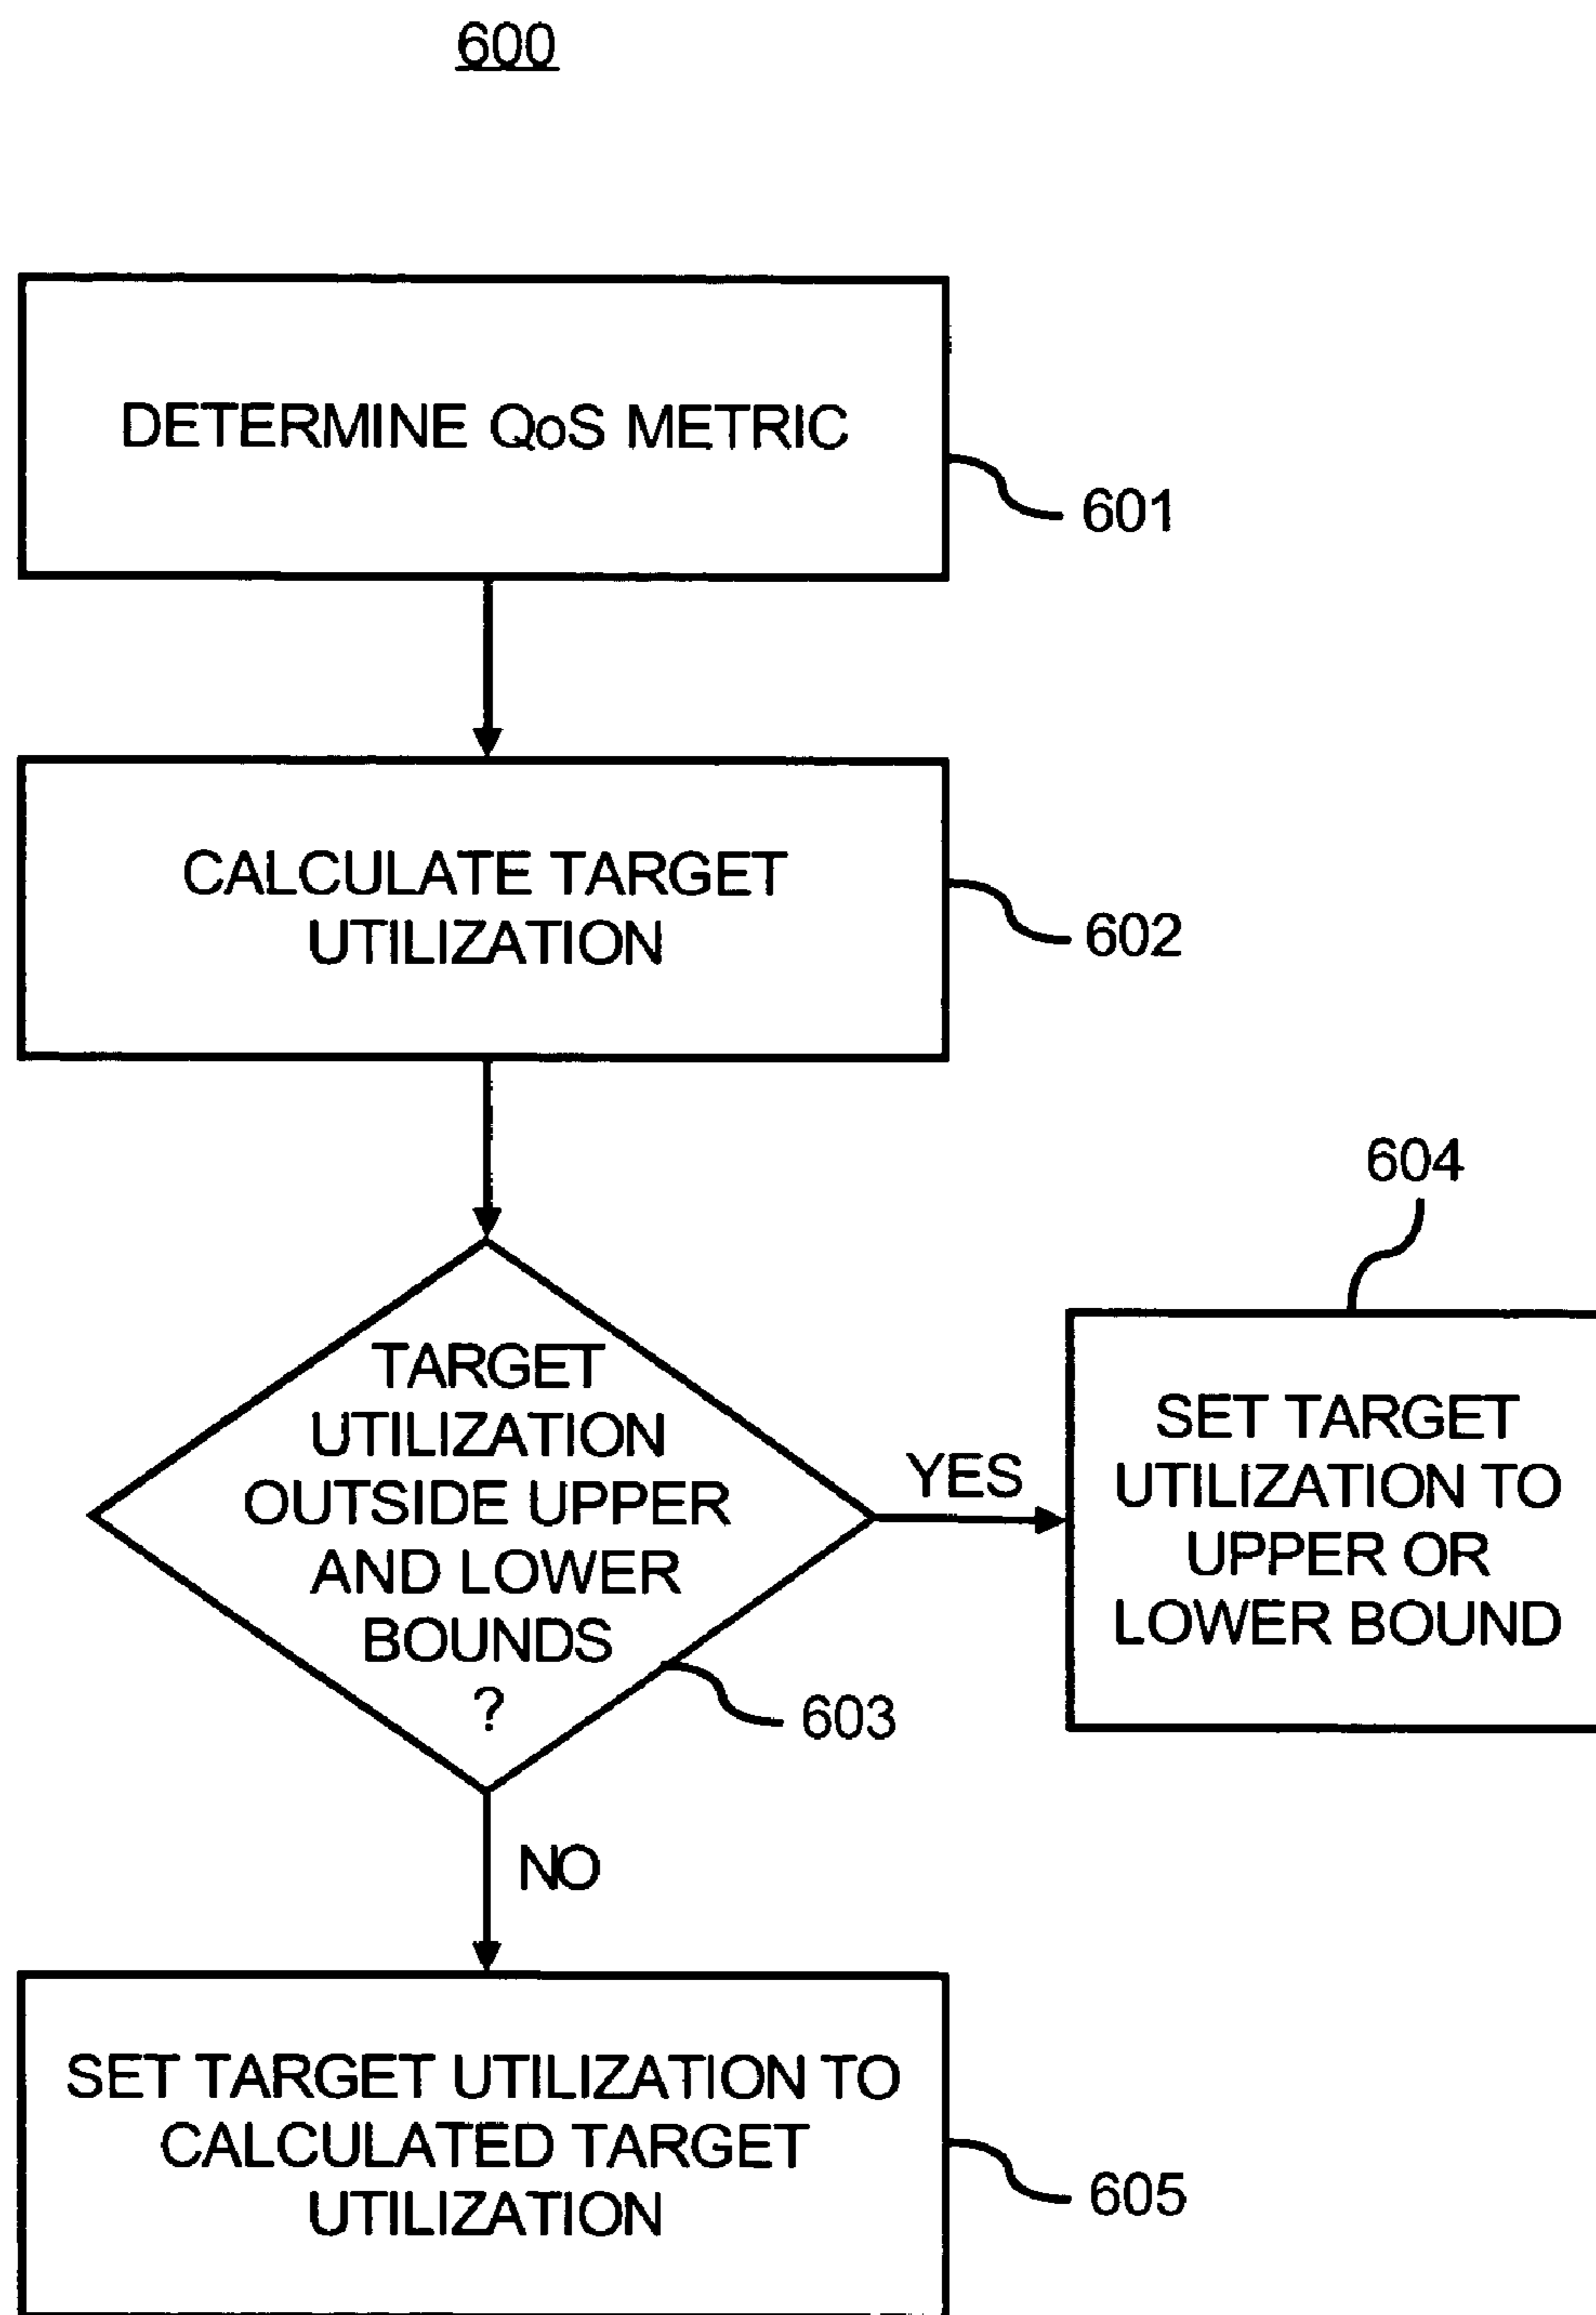 600
DETERMINE QoS METRIC
601
CALCULATE TARGET
UTILIZATION
602
TARGET
UTILIZATION
OUTSIDE UPPER
AND LOWER
BOUNDS
?
603
YES
604
SET TARGET
UTILIZATION TO
UPPER OR
LOWER BOUND
NO
SET TARGET UTILIZATION TO
CALCULATED TARGET
UTILIZATION
605